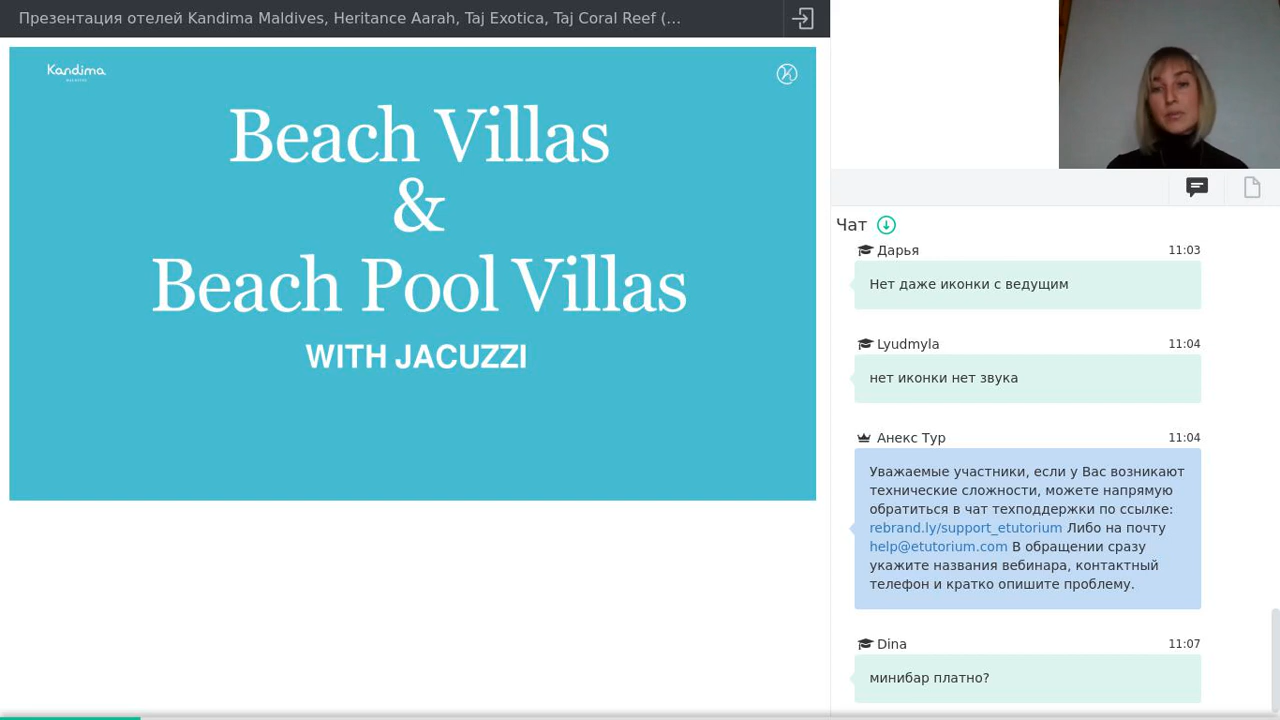 Презентация отелей Kandima Maldives, Heritance Aarah, Taj Exotica, Taj Coral Reef (...
Kandima
Beach Villas
&
Beach Pool Villas
WITH JACUZZI
Чат
Дарья 11:03
Нет даже иконки с ведущим
Lyudmyla 11:04
нет иконки нет звука
Анекс Тур 11:04
Уважаемые участники, если у Вас возникают
технические сложности, можете напрямую
обратиться в чат техподдержки по ссылке:
rebrand.ly/support_etutorium Либо на почту
help@etutorium.com В обращении сразу
укажите названия вебинара, контактный
телефон и кратко опишите проблему.
Dina 11:07
минибар платно?